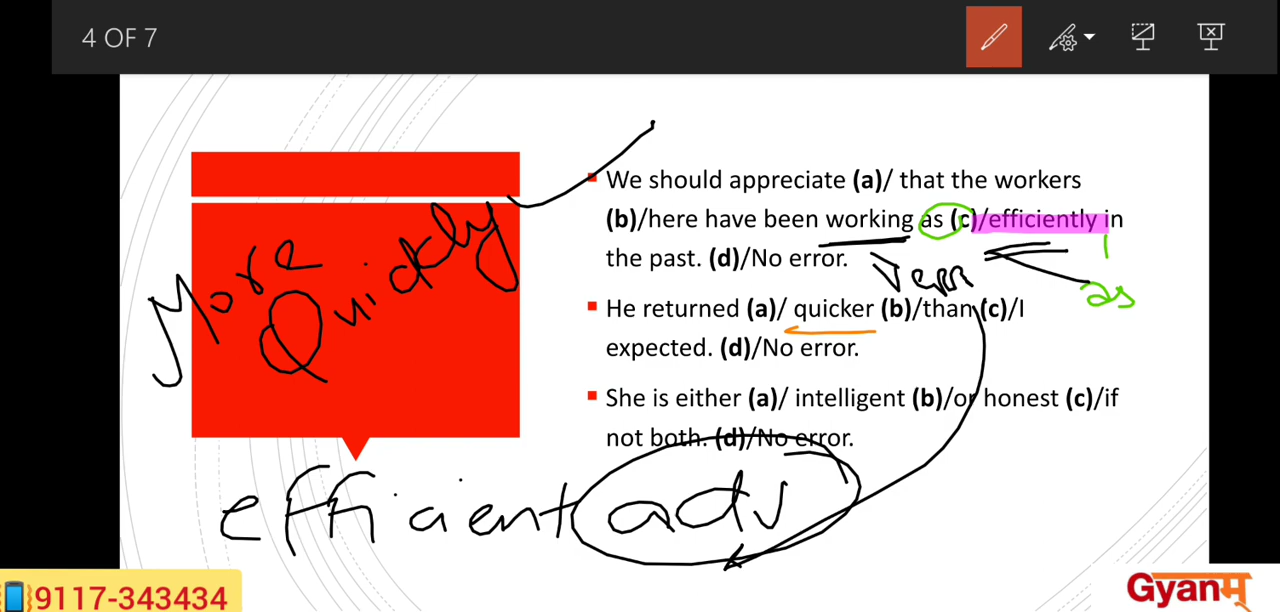 4 OF 7
We should appreciate (a)/ that the workers
(b)/here have been working as (c)/efficiently in
the past. (d)/No error.
Verr
as
He returned (a)/ quicker (b)/than (c)/I
expected. (d)/No error.
She is either (a)/ intelligent (b)/or honest (c)/if
not both. (d)/No error.
More
Quickly
efficient adv
9117-343434
Gyanम्